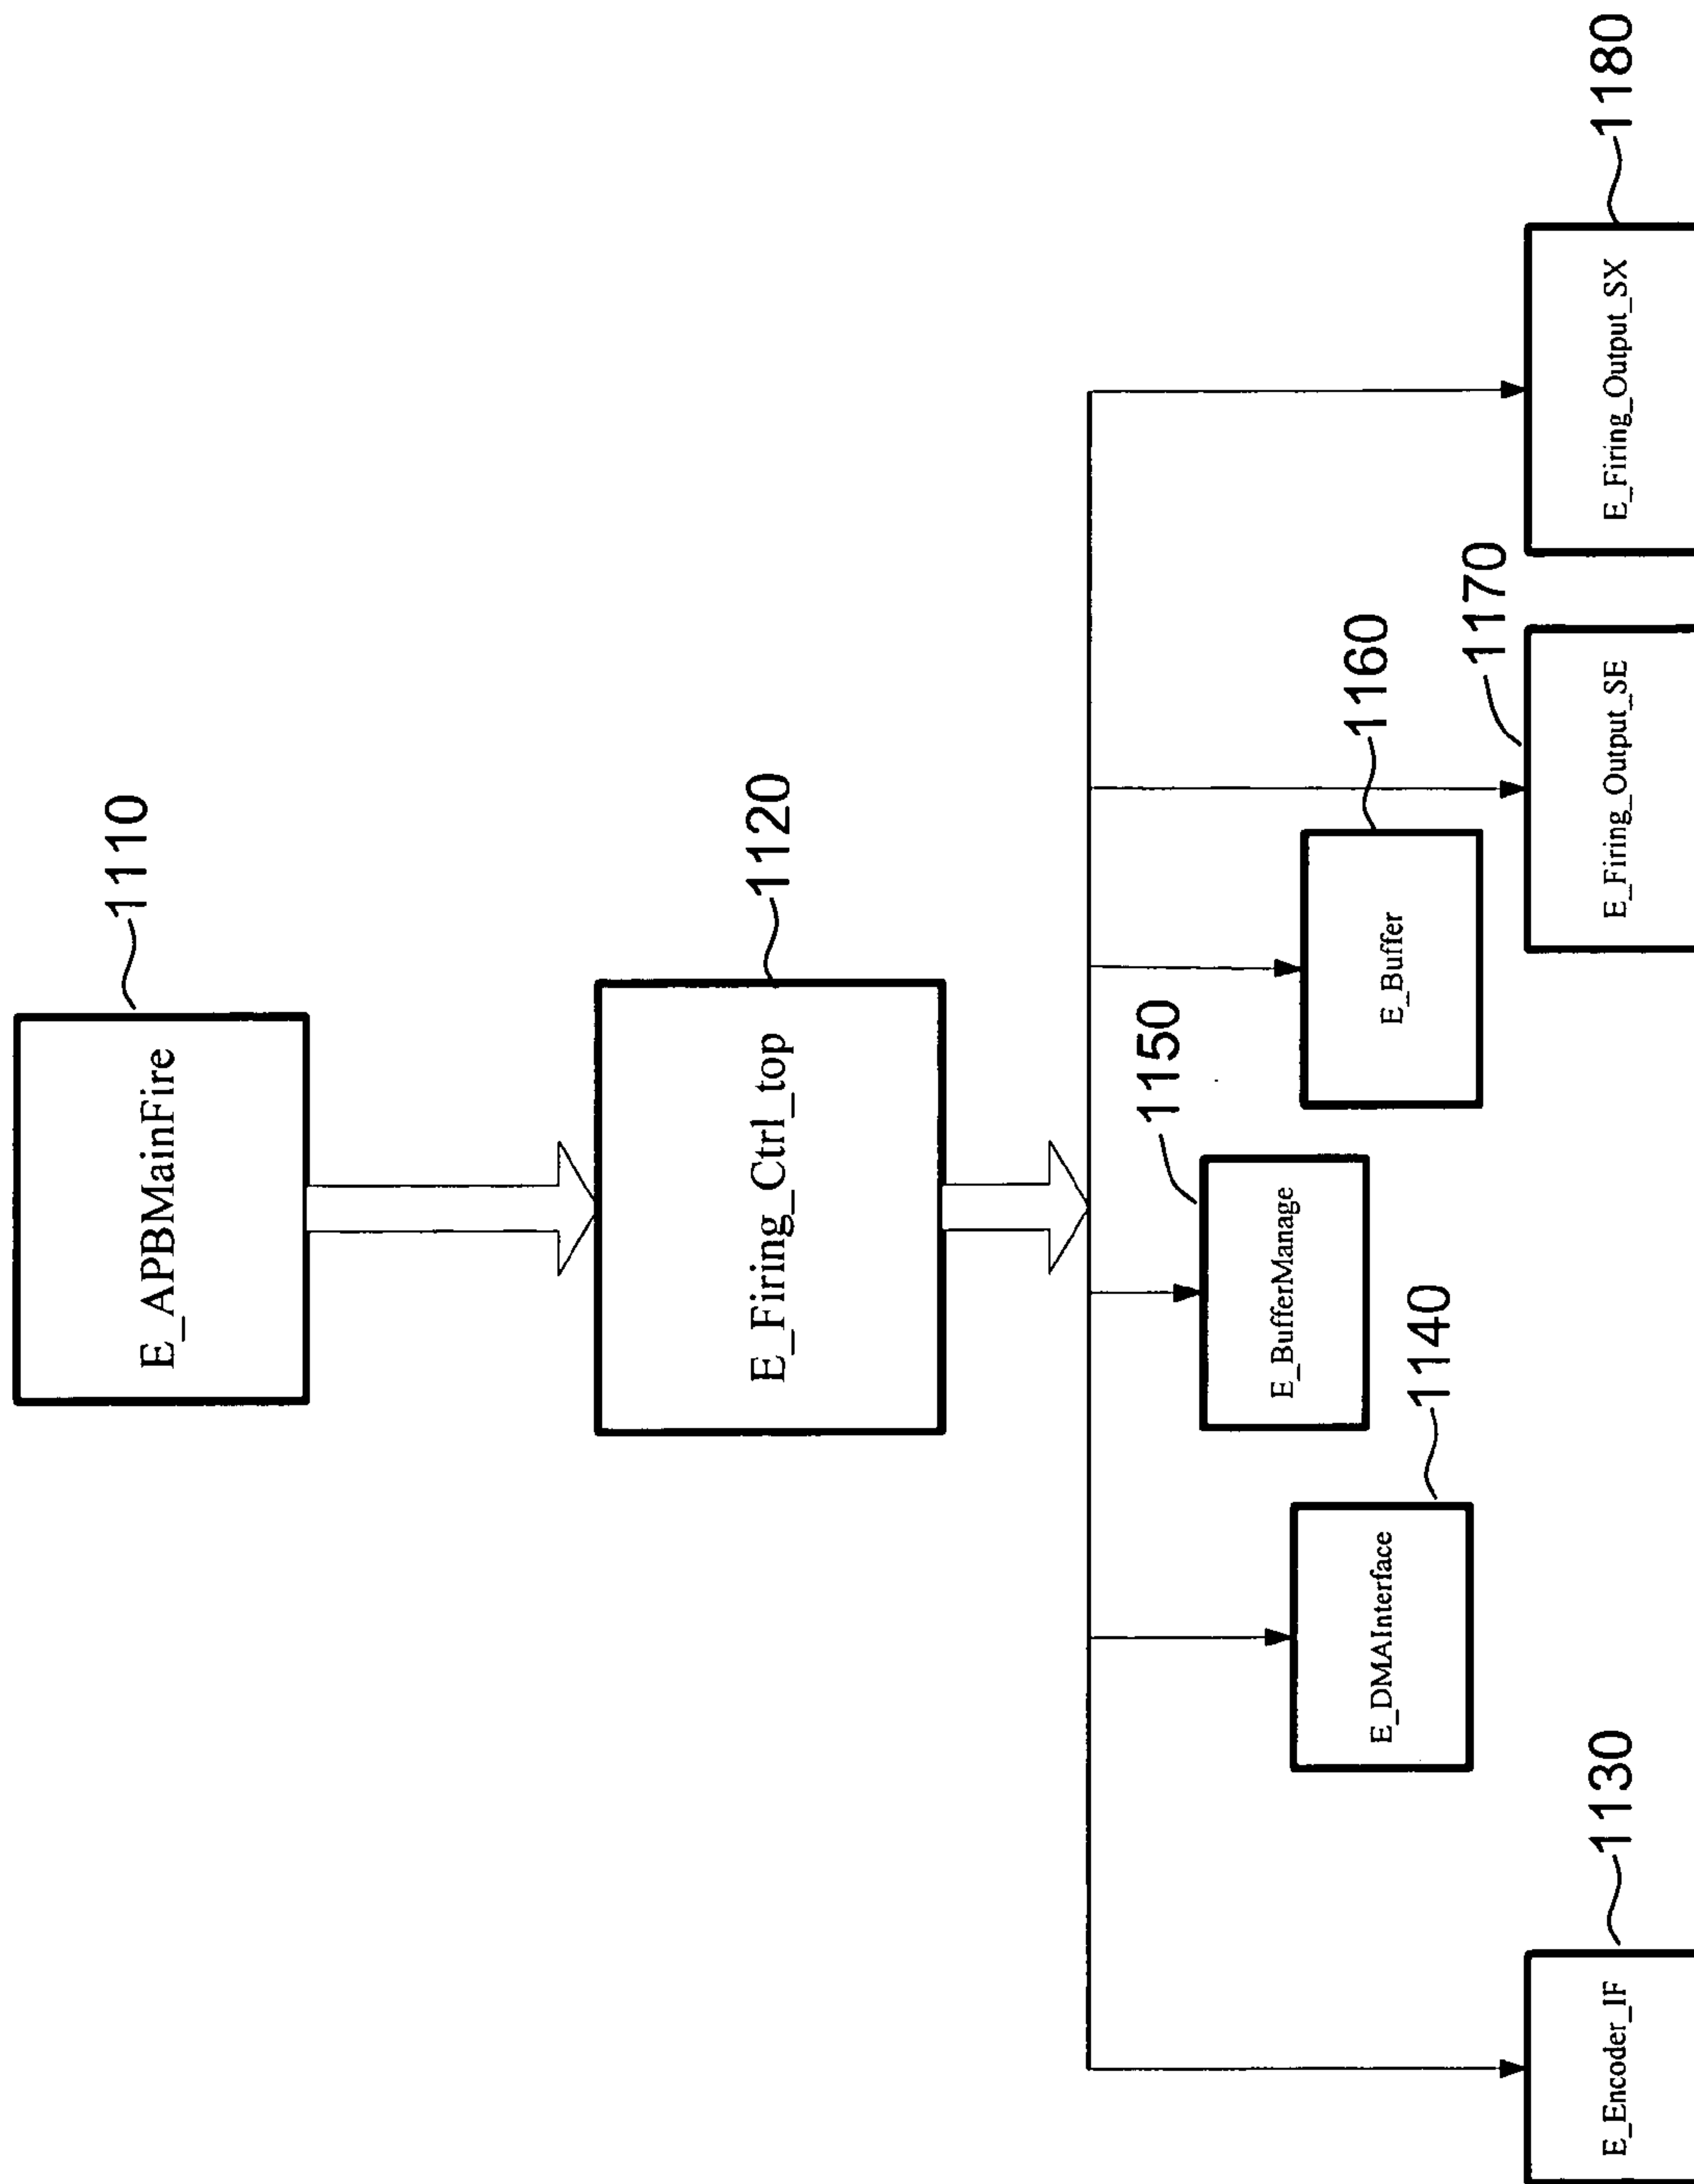 E_APBMainFire
1110
E_Firing_Ctrl_top
1120
E_Encoder_IF
1130
E_DMAInterface
1140
E_BufferManage
1150
E_Buffer
1160
E_Firing_Output_SE
1170
E_Firing_Output_SX
1180